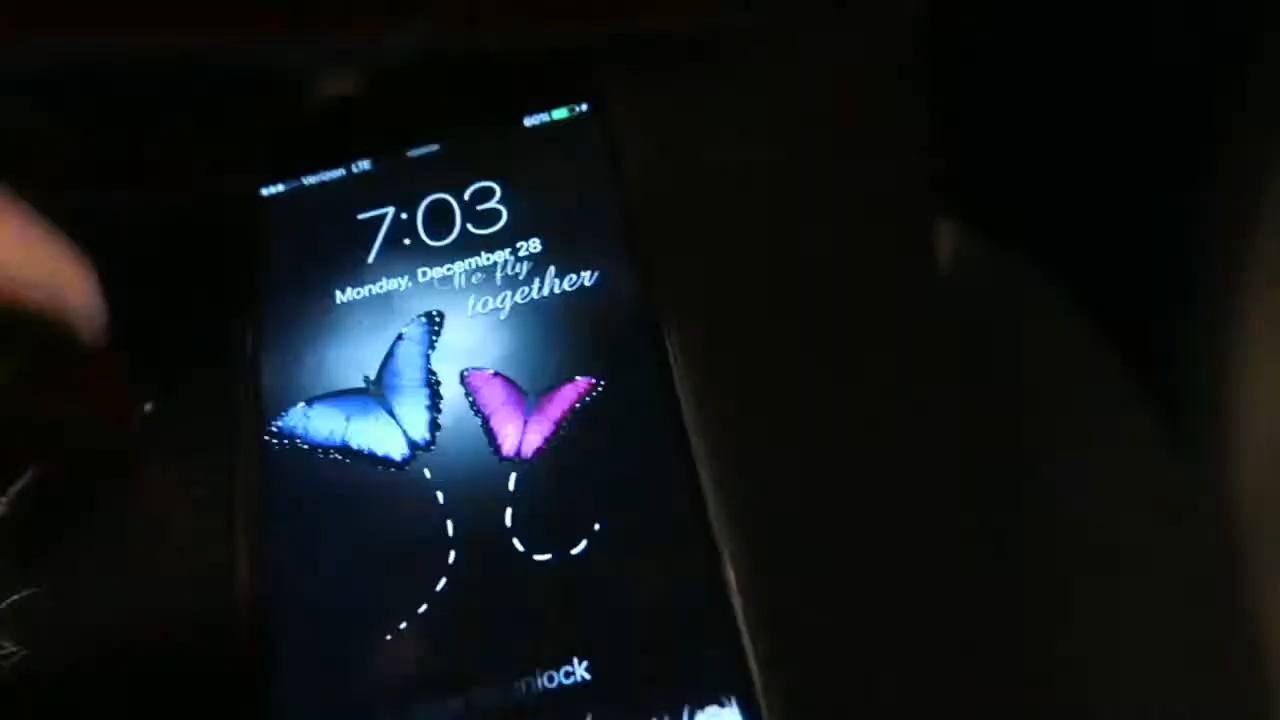 Verizon LTE 60%
7:03
Monday, December 28
We fly
together
unlock